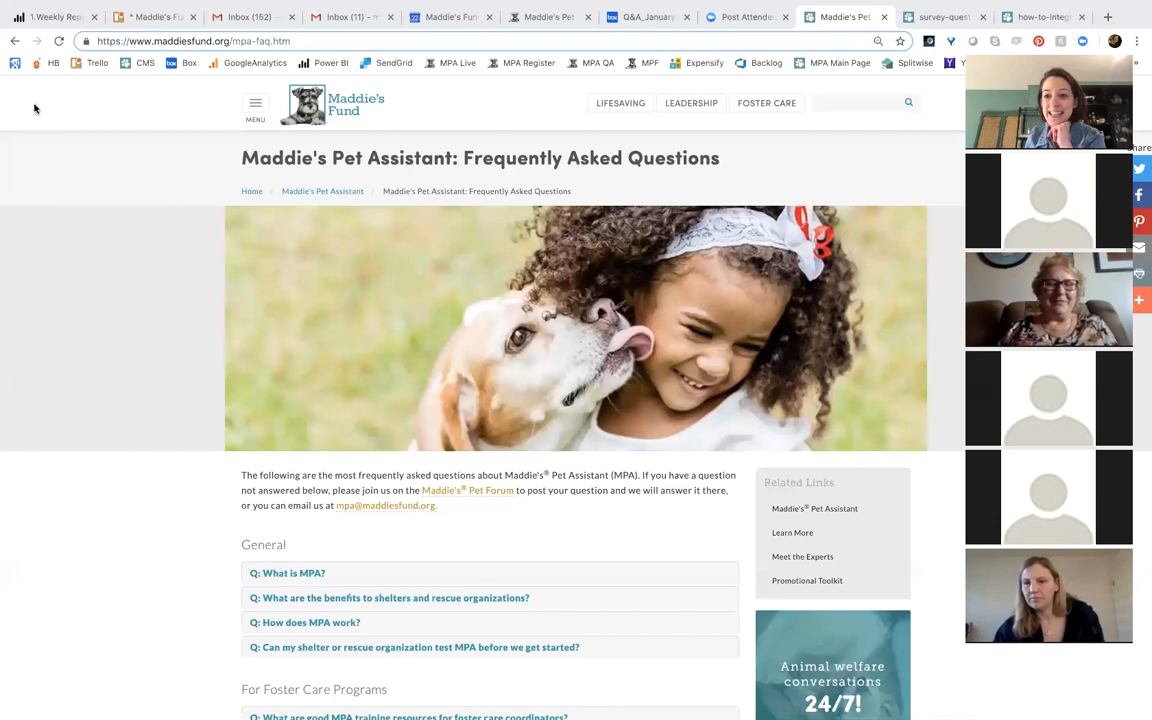 1.Weekly Rep
* Maddie's Fu
Inbox (152) -
Inbox (11) - m
Maddie's Fun
Maddie's Pet
Q&A_January
Post Attended
Maddie's Pet
survey-quest
how-to-integ
https://www.maddiesfund.org/mpa-faq.htm
HB
Trello
CMS
Box
GoogleAnalytics
Power BI
SendGrid
MPA Live
MPA Register
MPA QA
MPF
Expensify
Backlog
MPA Main Page
Splitwise
MENU
Maddie's
Fund
LIFESAVING
LEADERSHIP
FOSTER CARE
Share
Maddie's Pet Assistant: Frequently Asked Questions
Home / Maddie's Pet Assistant / Maddie's Pet Assistant: Frequently Asked Questions
The following are the most frequently asked questions about Maddie's® Pet Assistant (MPA). If you have a question
not answered below, please join us on the Maddie's® Pet Forum to post your question and we will answer it there,
or you can email us at mpa@maddiesfund.org.
General
Q: What is MPA?
Q: What are the benefits to shelters and rescue organizations?
Q: How does MPA work?
Q: Can my shelter or rescue organization test MPA before we get started?
For Foster Care Programs
Q: What are good MPA training resources for foster care coordinators?
Related Links
Maddie's® Pet Assistant
Learn More
Meet the Experts
Promotional Toolkit
Animal welfare
conversations
24/7!